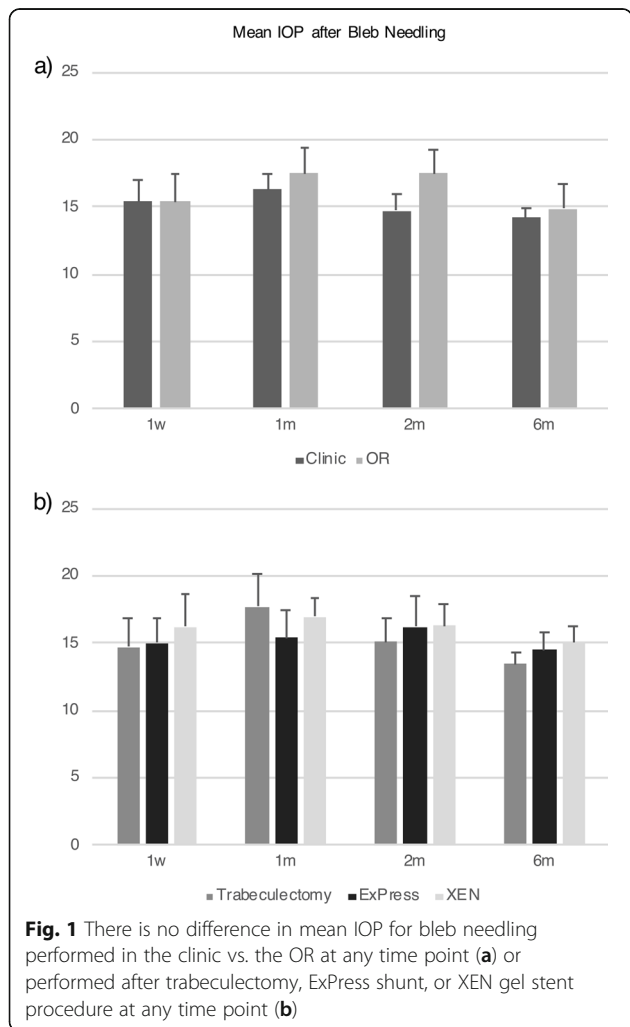 Mean IOP after Bleb Needling
a)
25
20
15
10
5
0
1w 1m 2m 6m
Clinic OR
b)
25
20
15
10
5
0
1w 1m 2m 6m
Trabeculectomy ExPress XEN
Fig. 1 There is no difference in mean IOP for bleb needling
performed in the clinic vs. the OR at any time point (a) or
performed after trabeculectomy, ExPress shunt, or XEN gel stent
procedure at any time point (b)